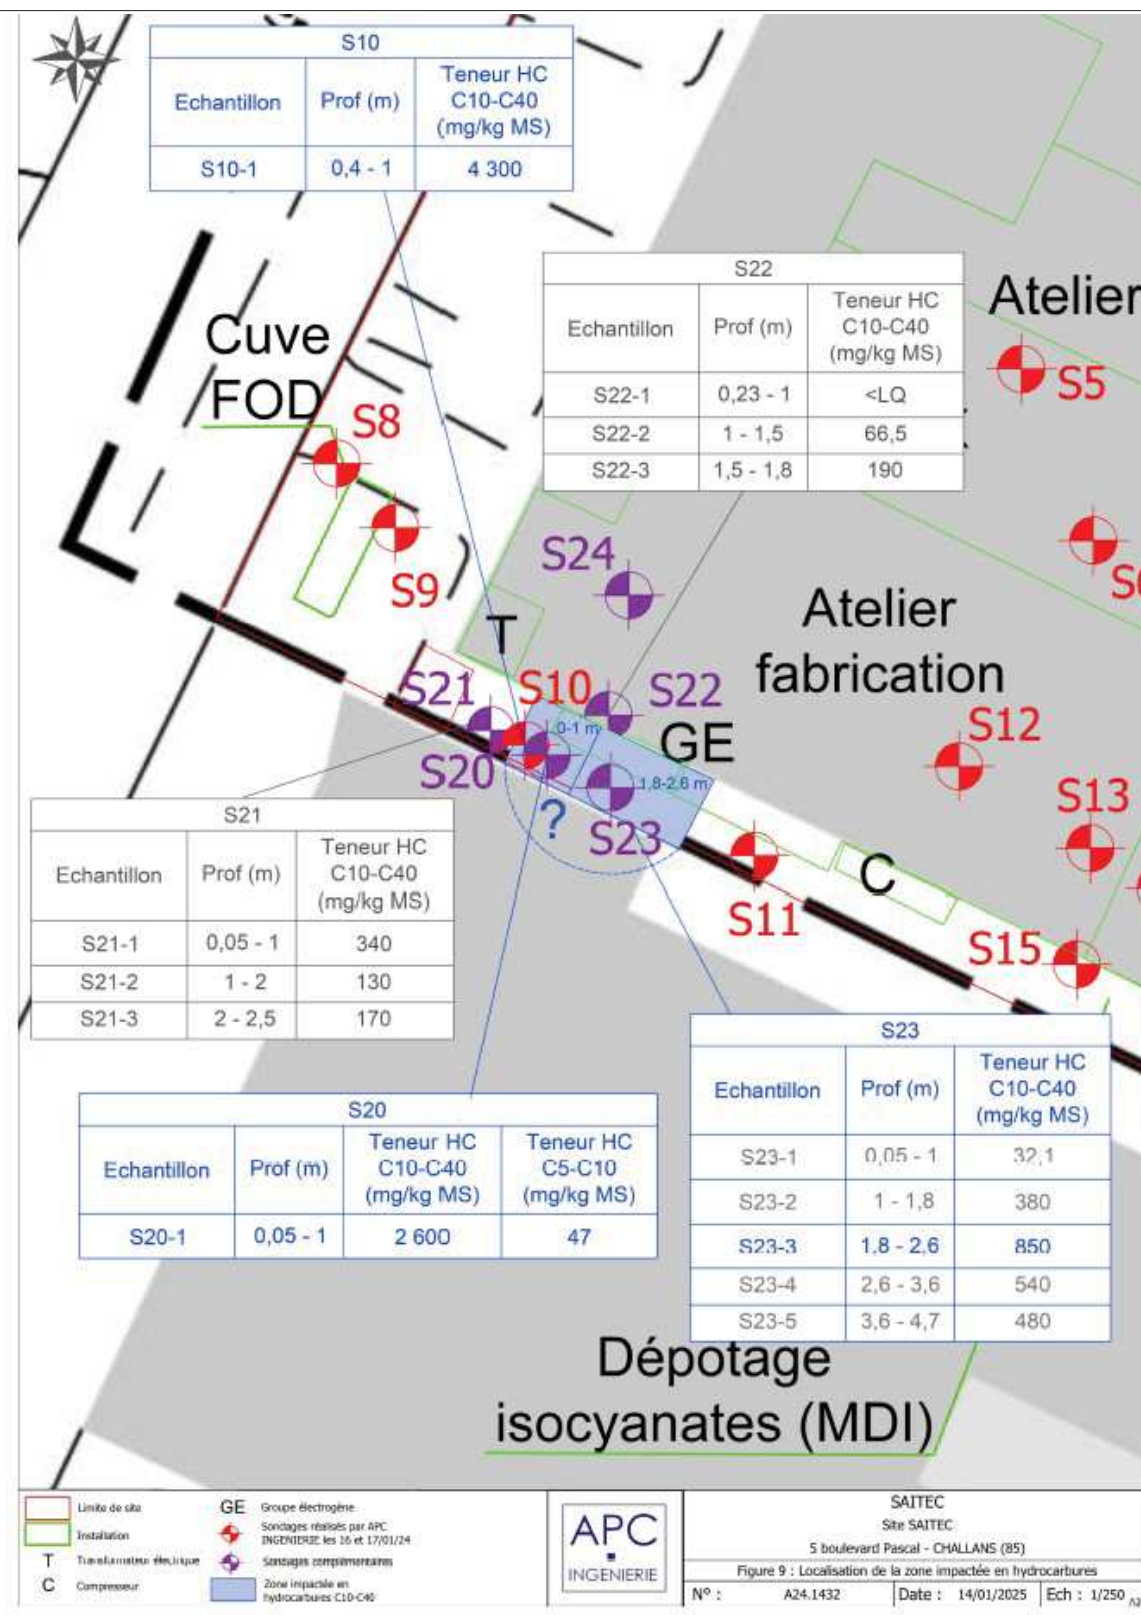 S10
Echantillon Prof (m) Teneur HC C10-C40 (mg/kg MS)
S10-1 0,4 - 1 4 300
S22
Echantillon Prof (m) Teneur HC C10-C40 (mg/kg MS)
S22-1 0,23 - 1 <LQ
S22-2 1 - 1,5 66,5
S22-3 1,5 - 1,8 190
Atelier
Cuve
FOD
S8
S5
S9
S24
Atelier
fabrication
T
S21
S10
S22
GE
S12
0-1 m
S20
1,8-2,6 m
S13
?
S23
C
S11
S15
S21
Echantillon Prof (m) Teneur HC C10-C40 (mg/kg MS)
S21-1 0,05 - 1 340
S21-2 1 - 2 130
S21-3 2 - 2,5 170
S23
Echantillon Prof (m) Teneur HC C10-C40 (mg/kg MS)
S23-1 0,05 - 1 32,1
S23-2 1 - 1,8 380
S23-3 1,8 - 2,6 850
S23-4 2,6 - 3,6 540
S23-5 3,6 - 4,7 480
S20
Echantillon Prof (m) Teneur HC C10-C40 (mg/kg MS) Teneur HC C5-C10 (mg/kg MS)
S20-1 0,05 - 1 2 600 47
Dépotage
isocyanates (MDI)
Limite de site
Installation
T Transformateur électrique
C Compresseur
GE Groupe électrogène
Sondages réalisés par APC
INGENIERIE les 16 et 17/01/24
Sondages complémentaires
Zone impactée en
hydrocarbures C10-C40
APC
INGENIERIE
SAITEC
Site SAITEC
5 boulevard Pascal - CHALLANS (85)
Figure 9 : Localisation de la zone impactée en hydrocarbures
N° : A24.1432 Date : 14/01/2025 Ech : 1/250